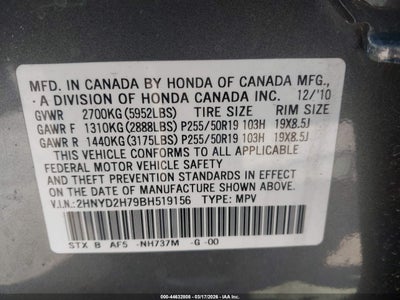 MFD. IN CANADA BY HONDA OF CANADA MFG.,
A DIVISION OF HONDA CANADA INC. 12/'10
GVWR 2700KG(5952LBS) TIRE SIZE RIM SIZE
GAWR F 1310KG(2888LBS) P255/50R19 103H 19X8.5J
GAWR R 1440KG(3175LBS) P255/50R19 103H 19X8.5J
THIS VEHICLE CONFORMS TO ALL APPLICABLE
FEDERAL MOTOR VEHICLE SAFETY AND
THEFT PREVENTION STANDARDS IN EFFECT
ON THE DATE OF MANUFACTURE SHOWN ABOVE.
V.I.N.:2HNYD2H79BH519156 TYPE: MPV
STX B AF5 -NH737M -G -00
IBW: 44632008 | 03/17/2026 - IAA Inc.